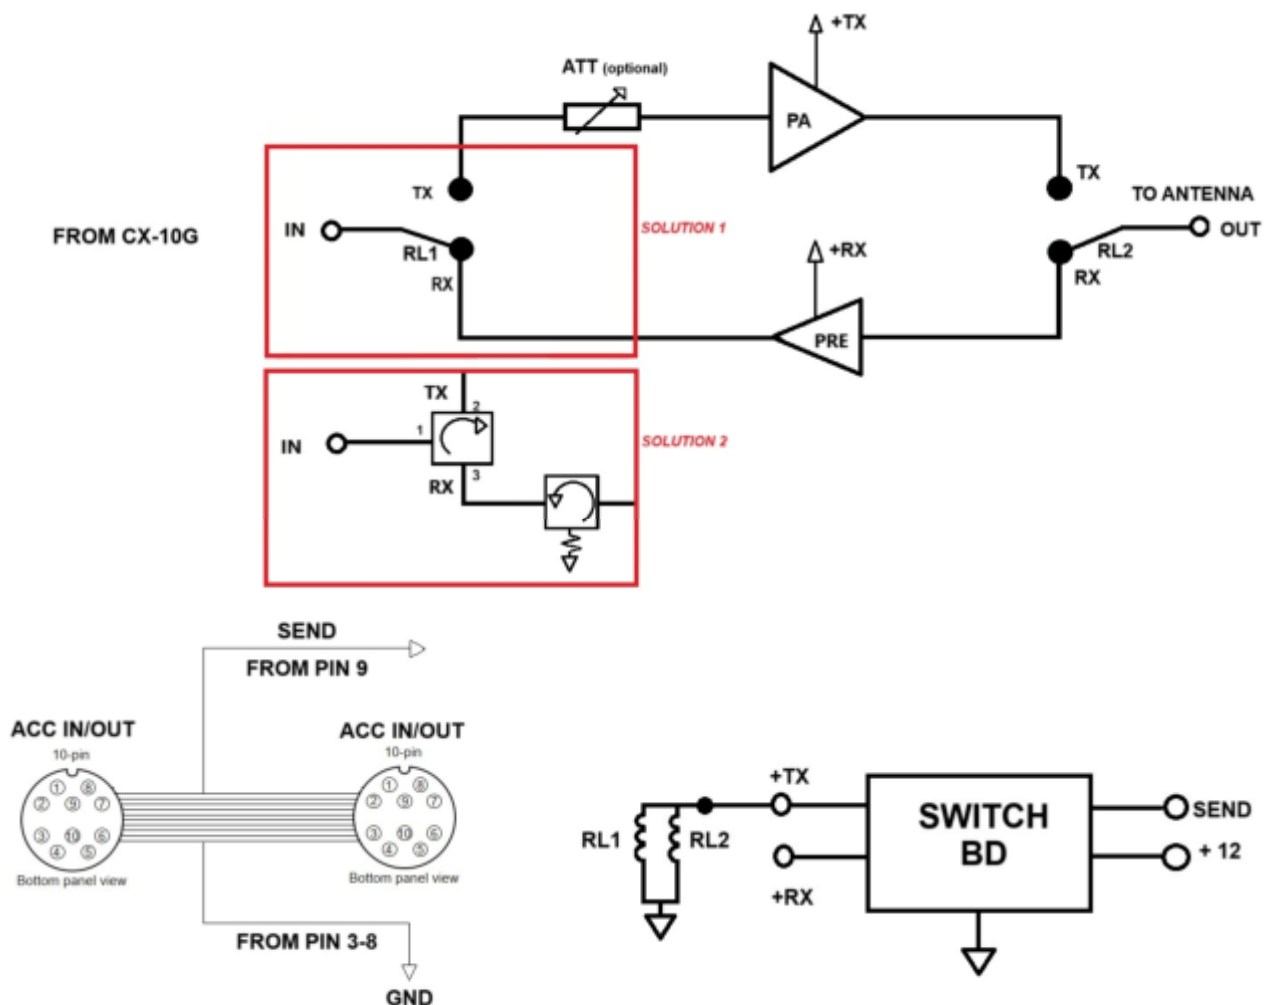 +TX
ATT (optional)
PA
TX
TX
TO ANTENNA
FROM CX-10G
IN
SOLUTION 1
OUT
RL1
+RX
RL2
RX
RX
PRE
TX
2
1
IN
SOLUTION 2
3
RX
SEND
FROM PIN 9
ACC IN/OUT
10-pin
1 8
2 9 7
3 10 6
4 5
Bottom panel view
ACC IN/OUT
10-pin
1 8
2 9 7
3 10 6
4 5
Bottom panel view
FROM PIN 3-8
GND
+TX
RL1
RL2
+RX
SWITCH
BD
SEND
+ 12